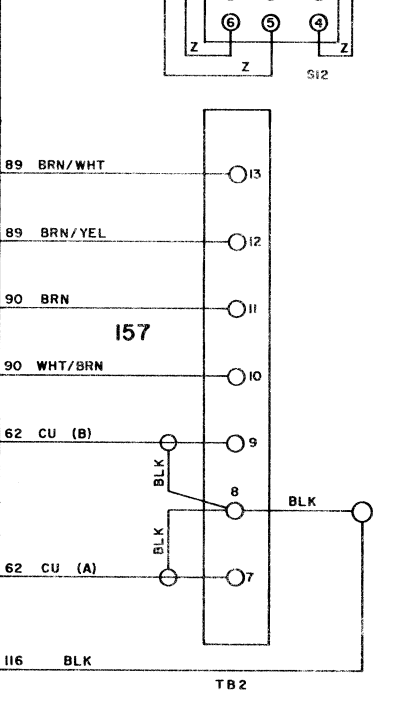 6 5 4
Z Z
Z
S12
89 BRN/WHT 13
89 BRN/YEL 12
90 BRN 11
157
90 WHT/BRN 10
62 CU (B) 9
BLK
8
BLK
BLK
62 CU (A) 7
116 BLK
TB2